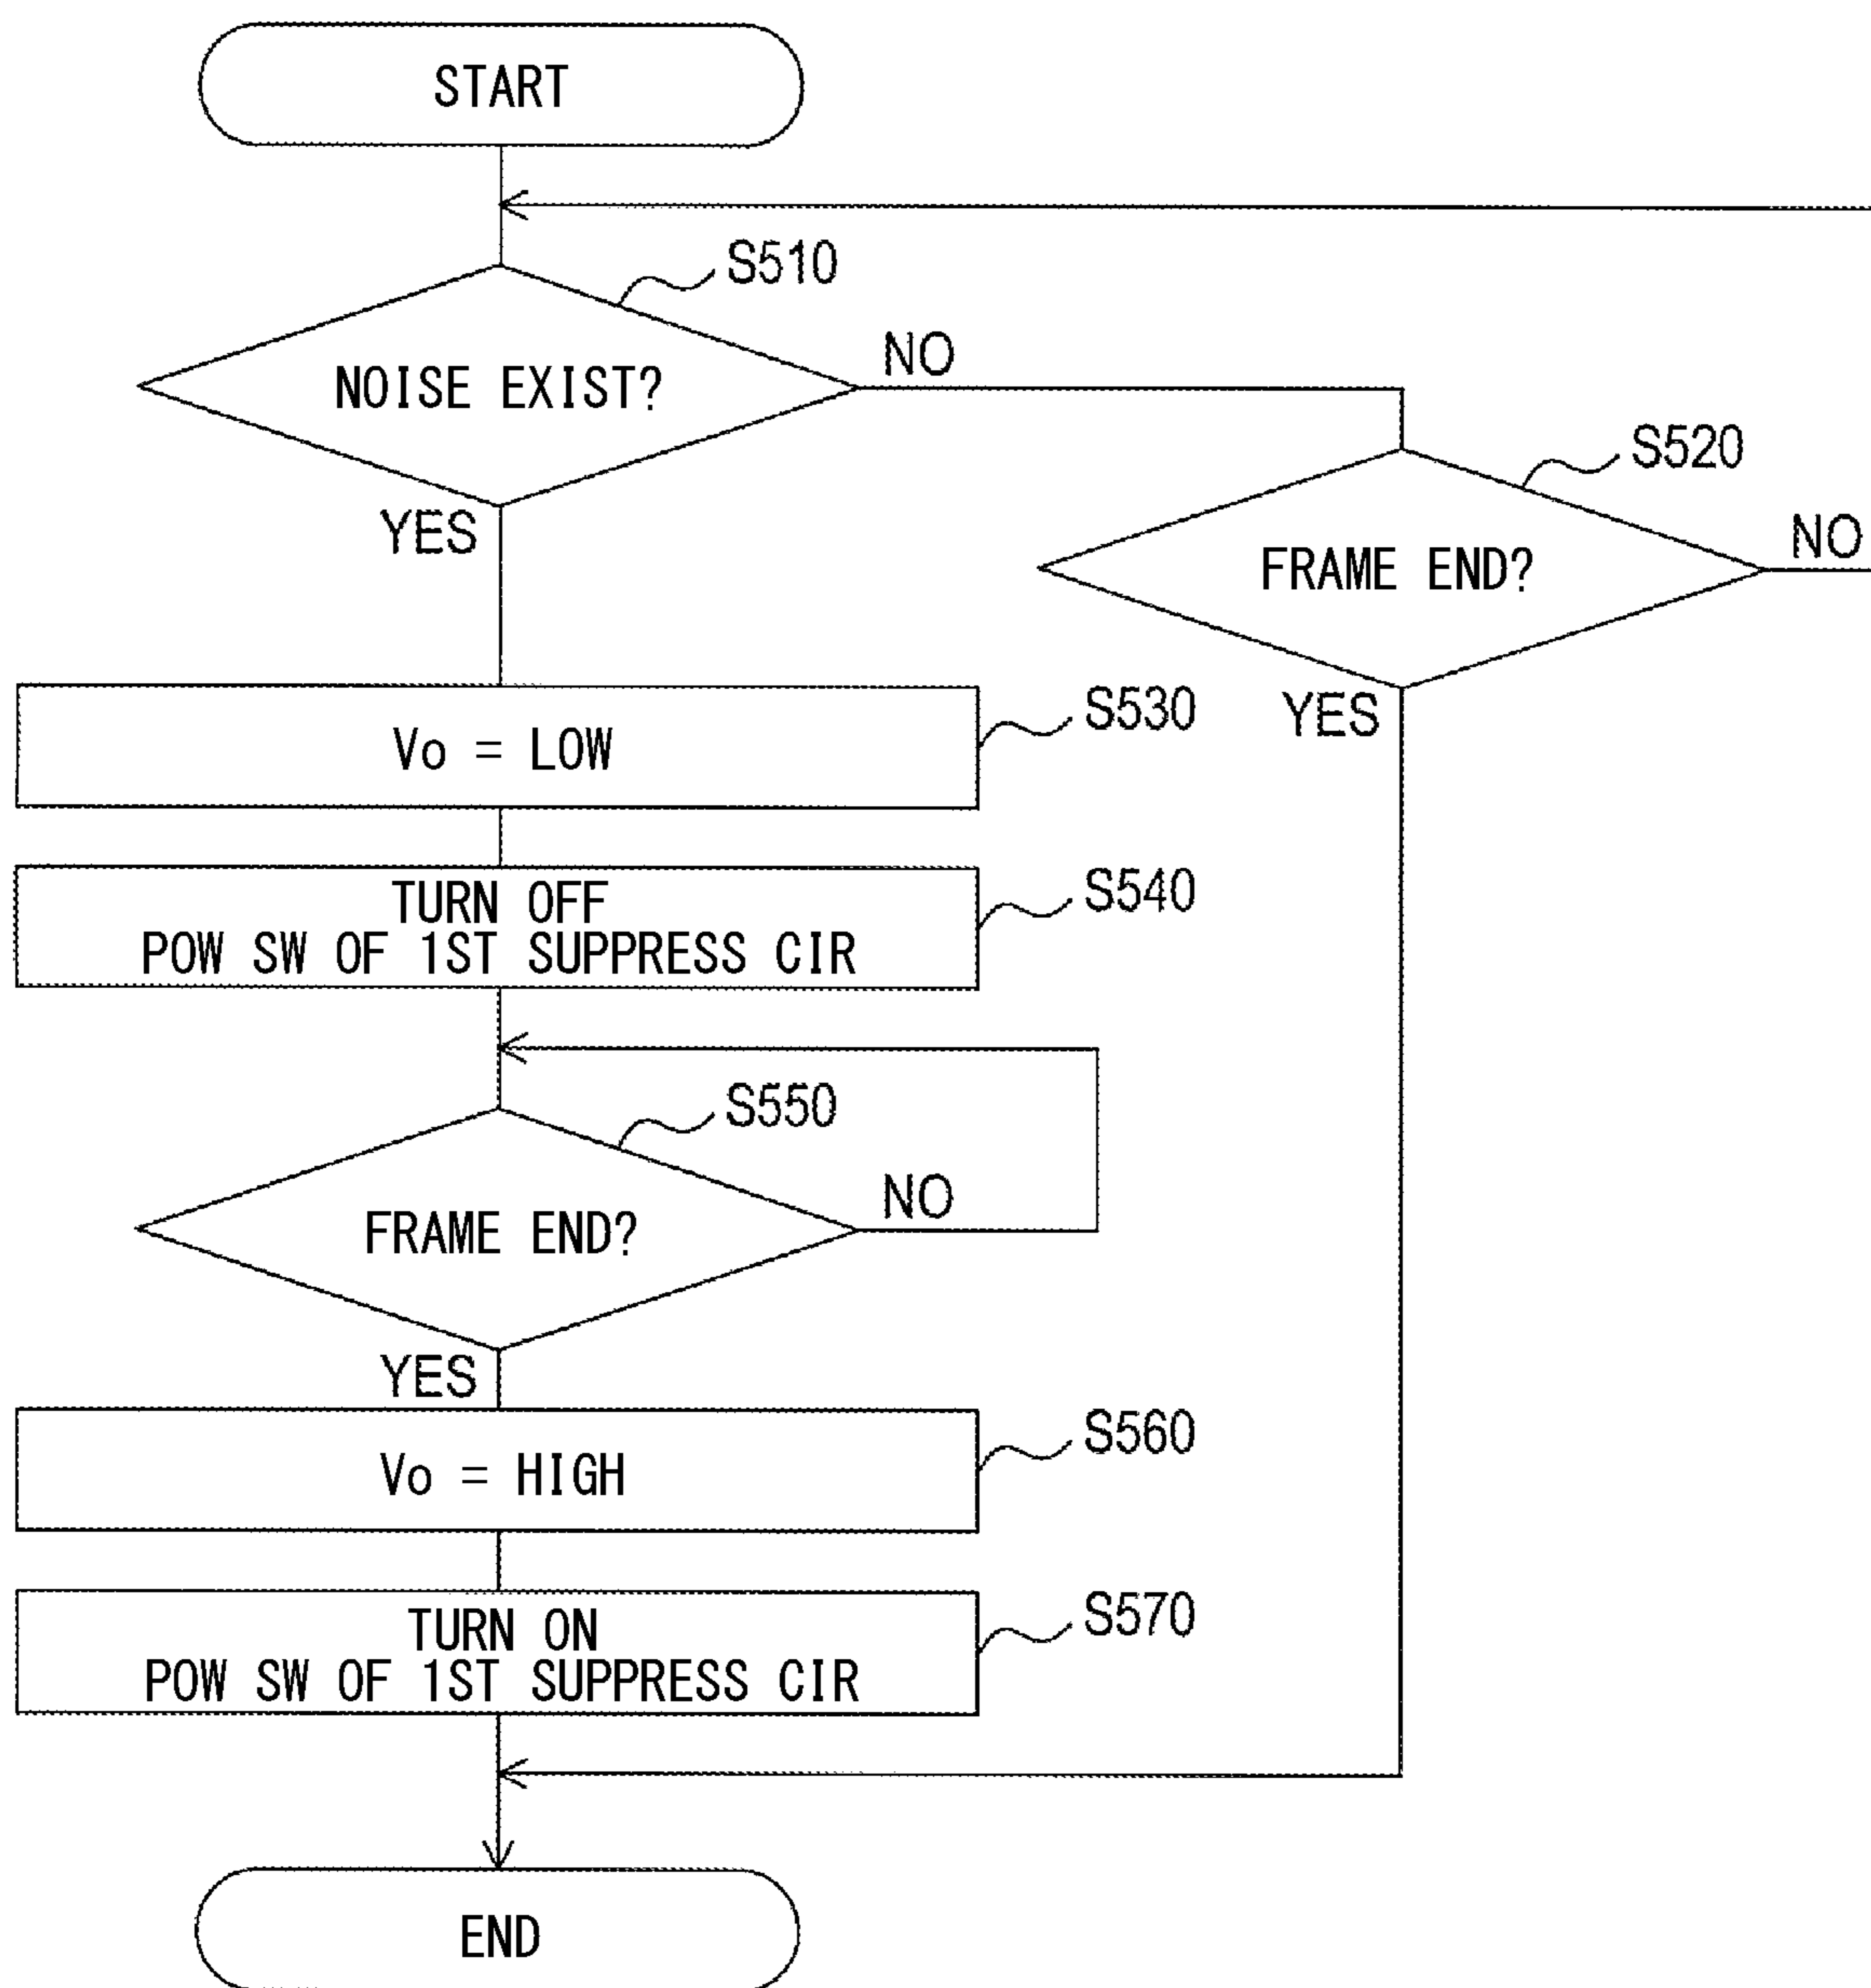 START
S510
NOISE EXIST?
NO
YES
S520
FRAME END?
NO
YES
S530
Vo = LOW
S540
TURN OFF
POW SW OF 1ST SUPPRESS CIR
S550
FRAME END?
NO
YES
S560
Vo = HIGH
S570
TURN ON
POW SW OF 1ST SUPPRESS CIR
END